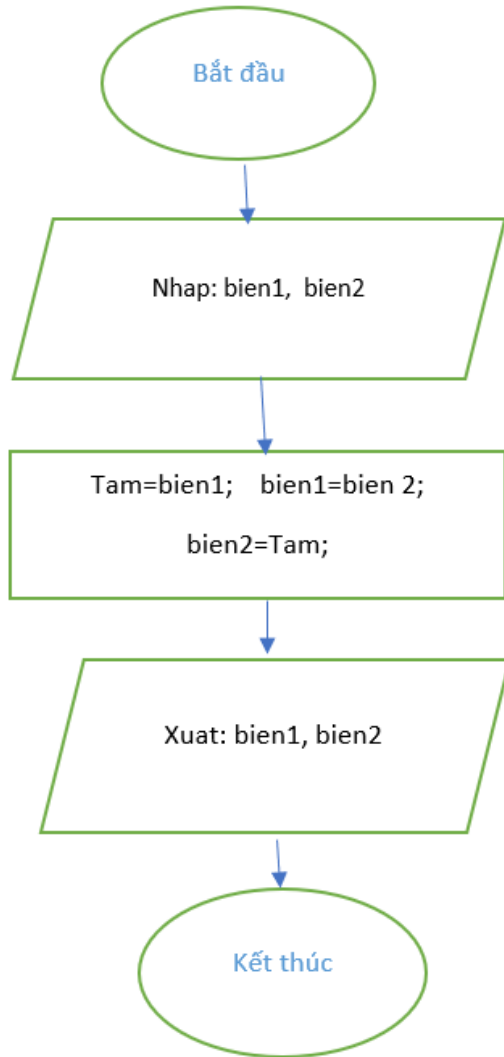 Bắt đầu
Nhap: bien1, bien2
Tam=bien1; bien1=bien 2;
bien2=Tam;
Xuat: bien1, bien2
Kết thúc